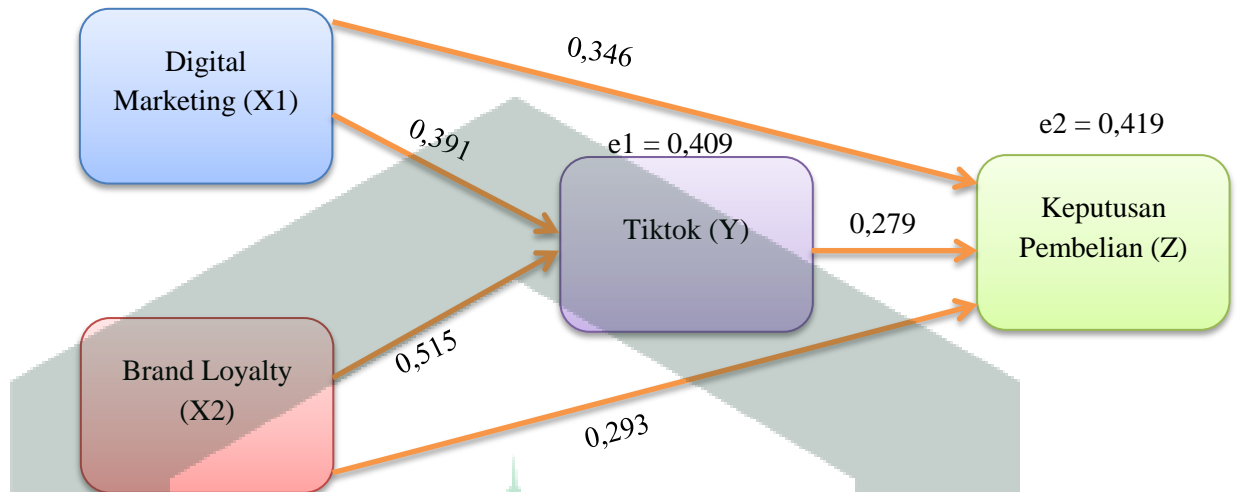 Digital
Marketing (X1)
0,346
0,391
e1 = 0,409
e2 = 0,419
Tiktok (Y)
0,279
Keputusan
Pembelian (Z)
Brand Loyalty
(X2)
0,515
0,293